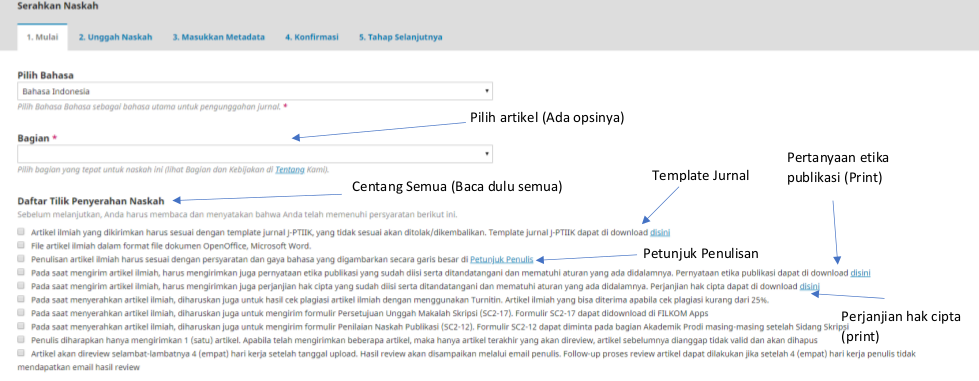 Serahkan Naskah
1. Mulai 2. Unggah Naskah 3. Masukkan Metadata 4. Konfirmasi 5. Tahap Selanjutnya
Pilih Bahasa
Bahasa Indonesia
Pilih Bahasa Bahasa sebagai bahasa utama untuk pengunggahan jurnal. *
Pilih artikel (Ada opsinya)
Bagian *
Pilih bagian yang tepat untuk naskah ini (lihat Bagian dan Kebijakan di Tentang Kami).
Pertanyaan etika
publikasi (Print)
Template Jurnal
Centang Semua (Baca dulu semua)
Daftar Tilik Penyerahan Naskah
Sebelum melanjutkan, Anda harus membaca dan menyatakan bahwa Anda telah memenuhi persyaratan berikut ini.
Artikel ilmiah yang dikirimkan harus sesuai dengan template jurnal J-PTIIK, yang tidak sesuai akan ditolak/dikembalikan. Template jurnal J-PTIIK dapat di download disini
File artikel ilmiah dalam format file dokumen OpenOffice, Microsoft Word.
Petunjuk Penulisan
Penulisan artikel ilmiah harus sesuai dengan persyaratan dan gaya bahasa yang digambarkan secara garis besar di Petunjuk Penulis
Pada saat mengirim artikel ilmiah, harus mengirimkan juga pernyataan etika publikasi yang sudah diisi serta ditandatangani dan mematuhi aturan yang ada didalamnya. Pernyataan etika publikasi dapat di download disini
Pada saat mengirim artikel ilmiah, harus mengirimkan juga perjanjian hak cipta yang sudah diisi serta ditandatangani dan mematuhi aturan yang ada didalamnya. Perjanjian hak cipta dapat di download disini
Pada saat menyerahkan artikel ilmiah, diharuskan juga untuk hasil cek plagiasi artikel ilmiah dengan menggunakan Turnitin. Artikel ilmiah yang bisa diterima apabila cek plagiasi kurang dari 25%.
Pada saat menyerahkan artikel ilmiah, diharuskan juga untuk mengirim formulir Persetujuan Unggah Makalah Skripsi (SC2-17). Formulir SC2-17 dapat didownload di FILKOM Apps
Perjanjian hak cipta
(print)
Pada saat menyerahkan artikel ilmiah, diharuskan juga untuk mengirim formulir Penilaian Naskah Publikasi (SC2-12). Formulir SC2-12 dapat diminta pada bagian Akademik Prodi masing-masing setelah Sidang Skripsi
Penulis diharapkan hanya mengirimkan 1 (satu) artikel. Apabila telah mengirimkan beberapa artikel, maka hanya artikel terakhir yang akan direview, artikel sebelumnya dianggap tidak valid dan akan dihapus
Artikel akan direview selambat-lambatnya 4 (empat) hari kerja setelah tanggal upload. Hasil review akan disampaikan melalui email penulis. Follow-up proses review artikel dapat dilakukan jika setelah 4 (empat) hari kerja penulis tidak
mendapatkan email hasil review